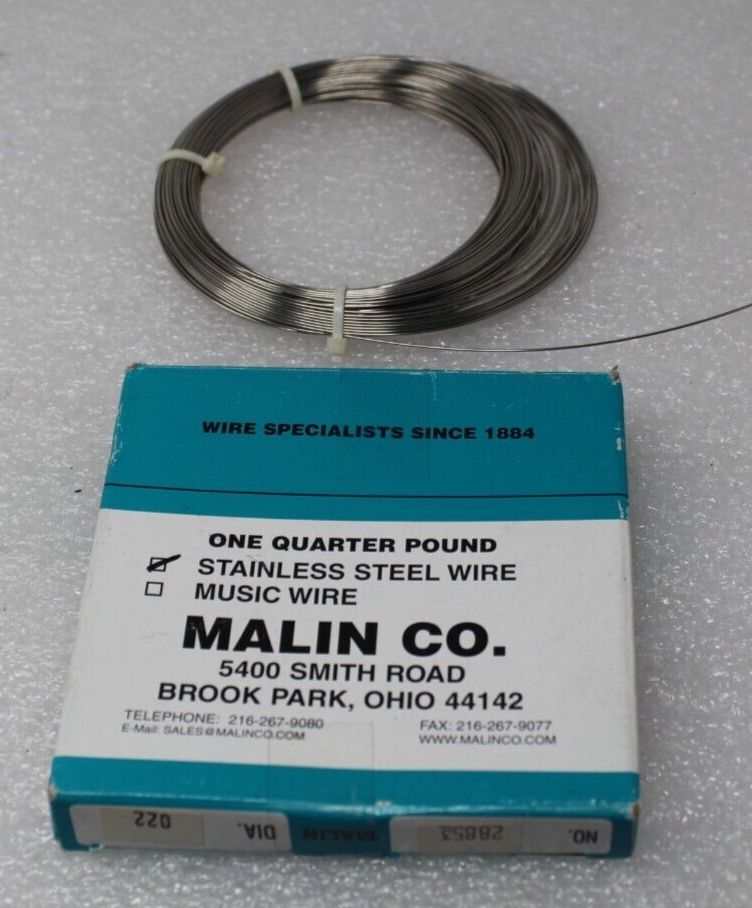 WIRE SPECIALISTS SINCE 1884
ONE QUARTER POUND
STAINLESS STEEL WIRE
MUSIC WIRE
MALIN CO.
5400 SMITH ROAD
BROOK PARK, OHIO 44142
TELEPHONE: 216-267-9080 FAX: 216-267-9077
E-Mail: SALES@MALINCO.COM WWW.MALINCO.COM
NO. 28853 MALIN DIA. 022